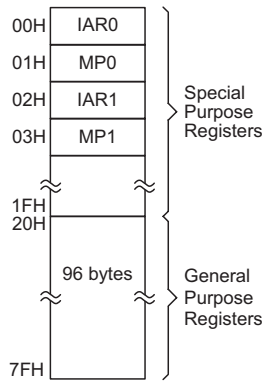 00H IAR0
01H MP0
02H IAR1
03H MP1
Special
Purpose
Registers
1FH
20H
96 bytes
General
Purpose
Registers
7FH